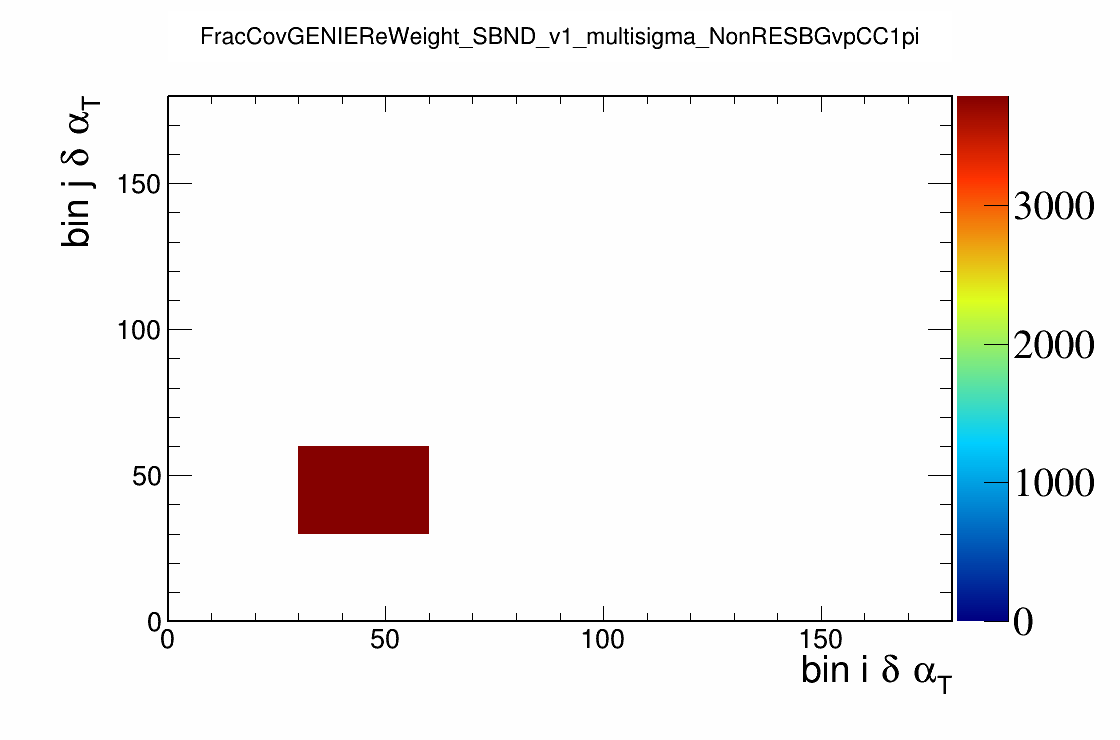 FracCovGENIEReWeight_SBND_v1_multisigma_NonRESBGvpCC1pi
bin j δ α_T
150
100
50
0
0 50 100 150
bin i δ α_T
3000
2000
1000
0